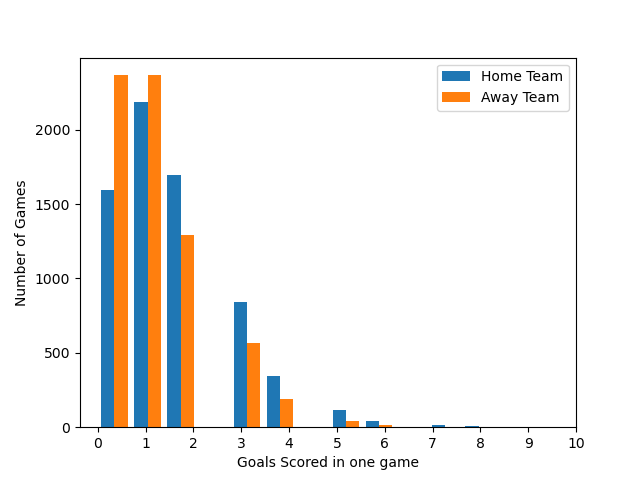 Home Team
Away Team
2000
1500
1000
500
0
Number of Games
0 1 2 3 4 5 6 7 8 9 10
Goals Scored in one game